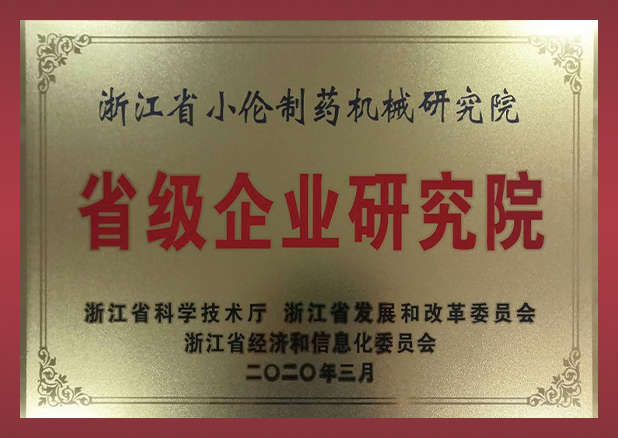 浙江省小伦制药机械研究院
省级企业研究院
浙江省科学技术厅 浙江省发展和改革委员会
浙江省经济和信息化委员会
二〇二〇年三月